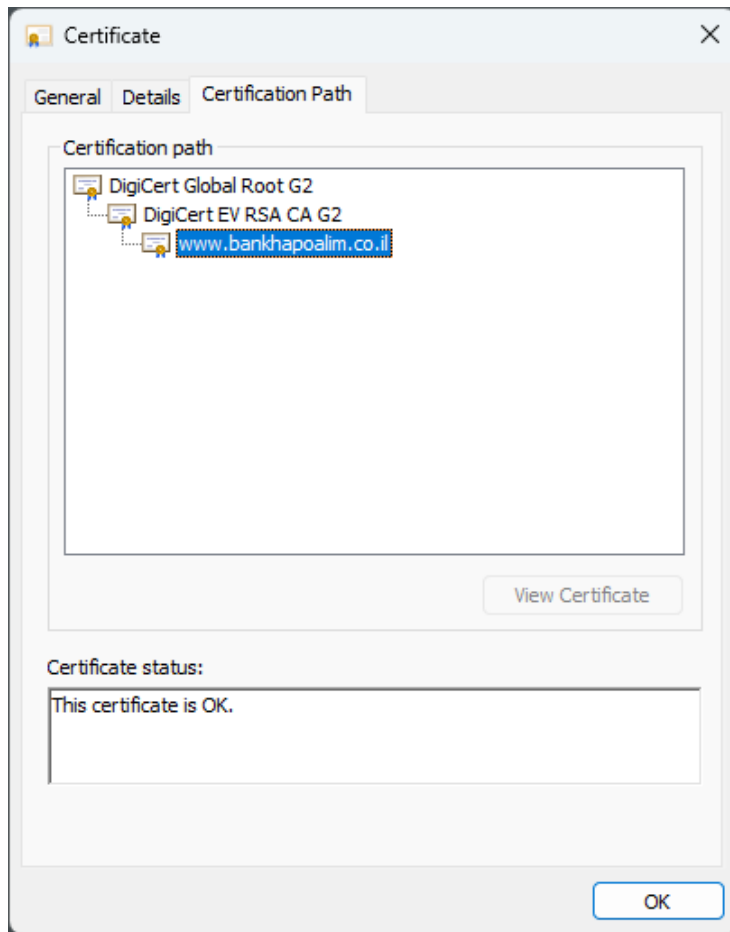 Certificate
General Details Certification Path
Certification path
DigiCert Global Root G2
DigiCert EV RSA CA G2
www.bankhapoalim.co.il
View Certificate
Certificate status:
This certificate is OK.
OK